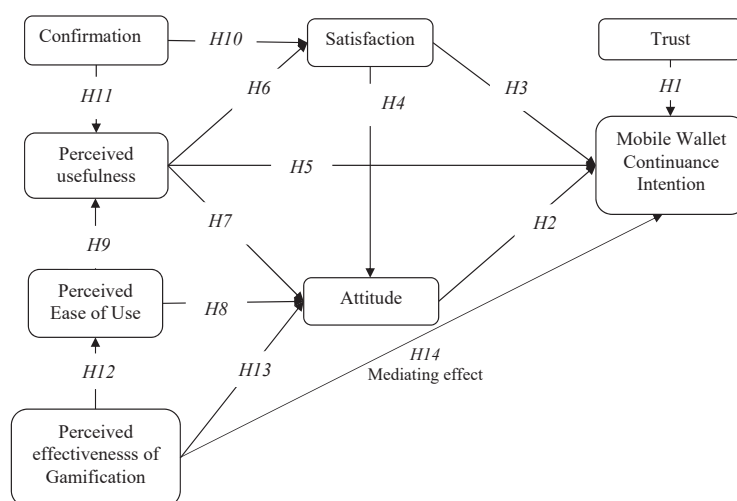 Confirmation
H10
Satisfaction
Trust
H11
H6
H4
H3
H1
Perceived
usefulness
H5
Mobile Wallet
Continuance
Intention
H9
H7
H2
Perceived
Ease of Use
H8
Attitude
H12
H13
H14
Mediating effect
Perceived
effectivenesss of
Gamification